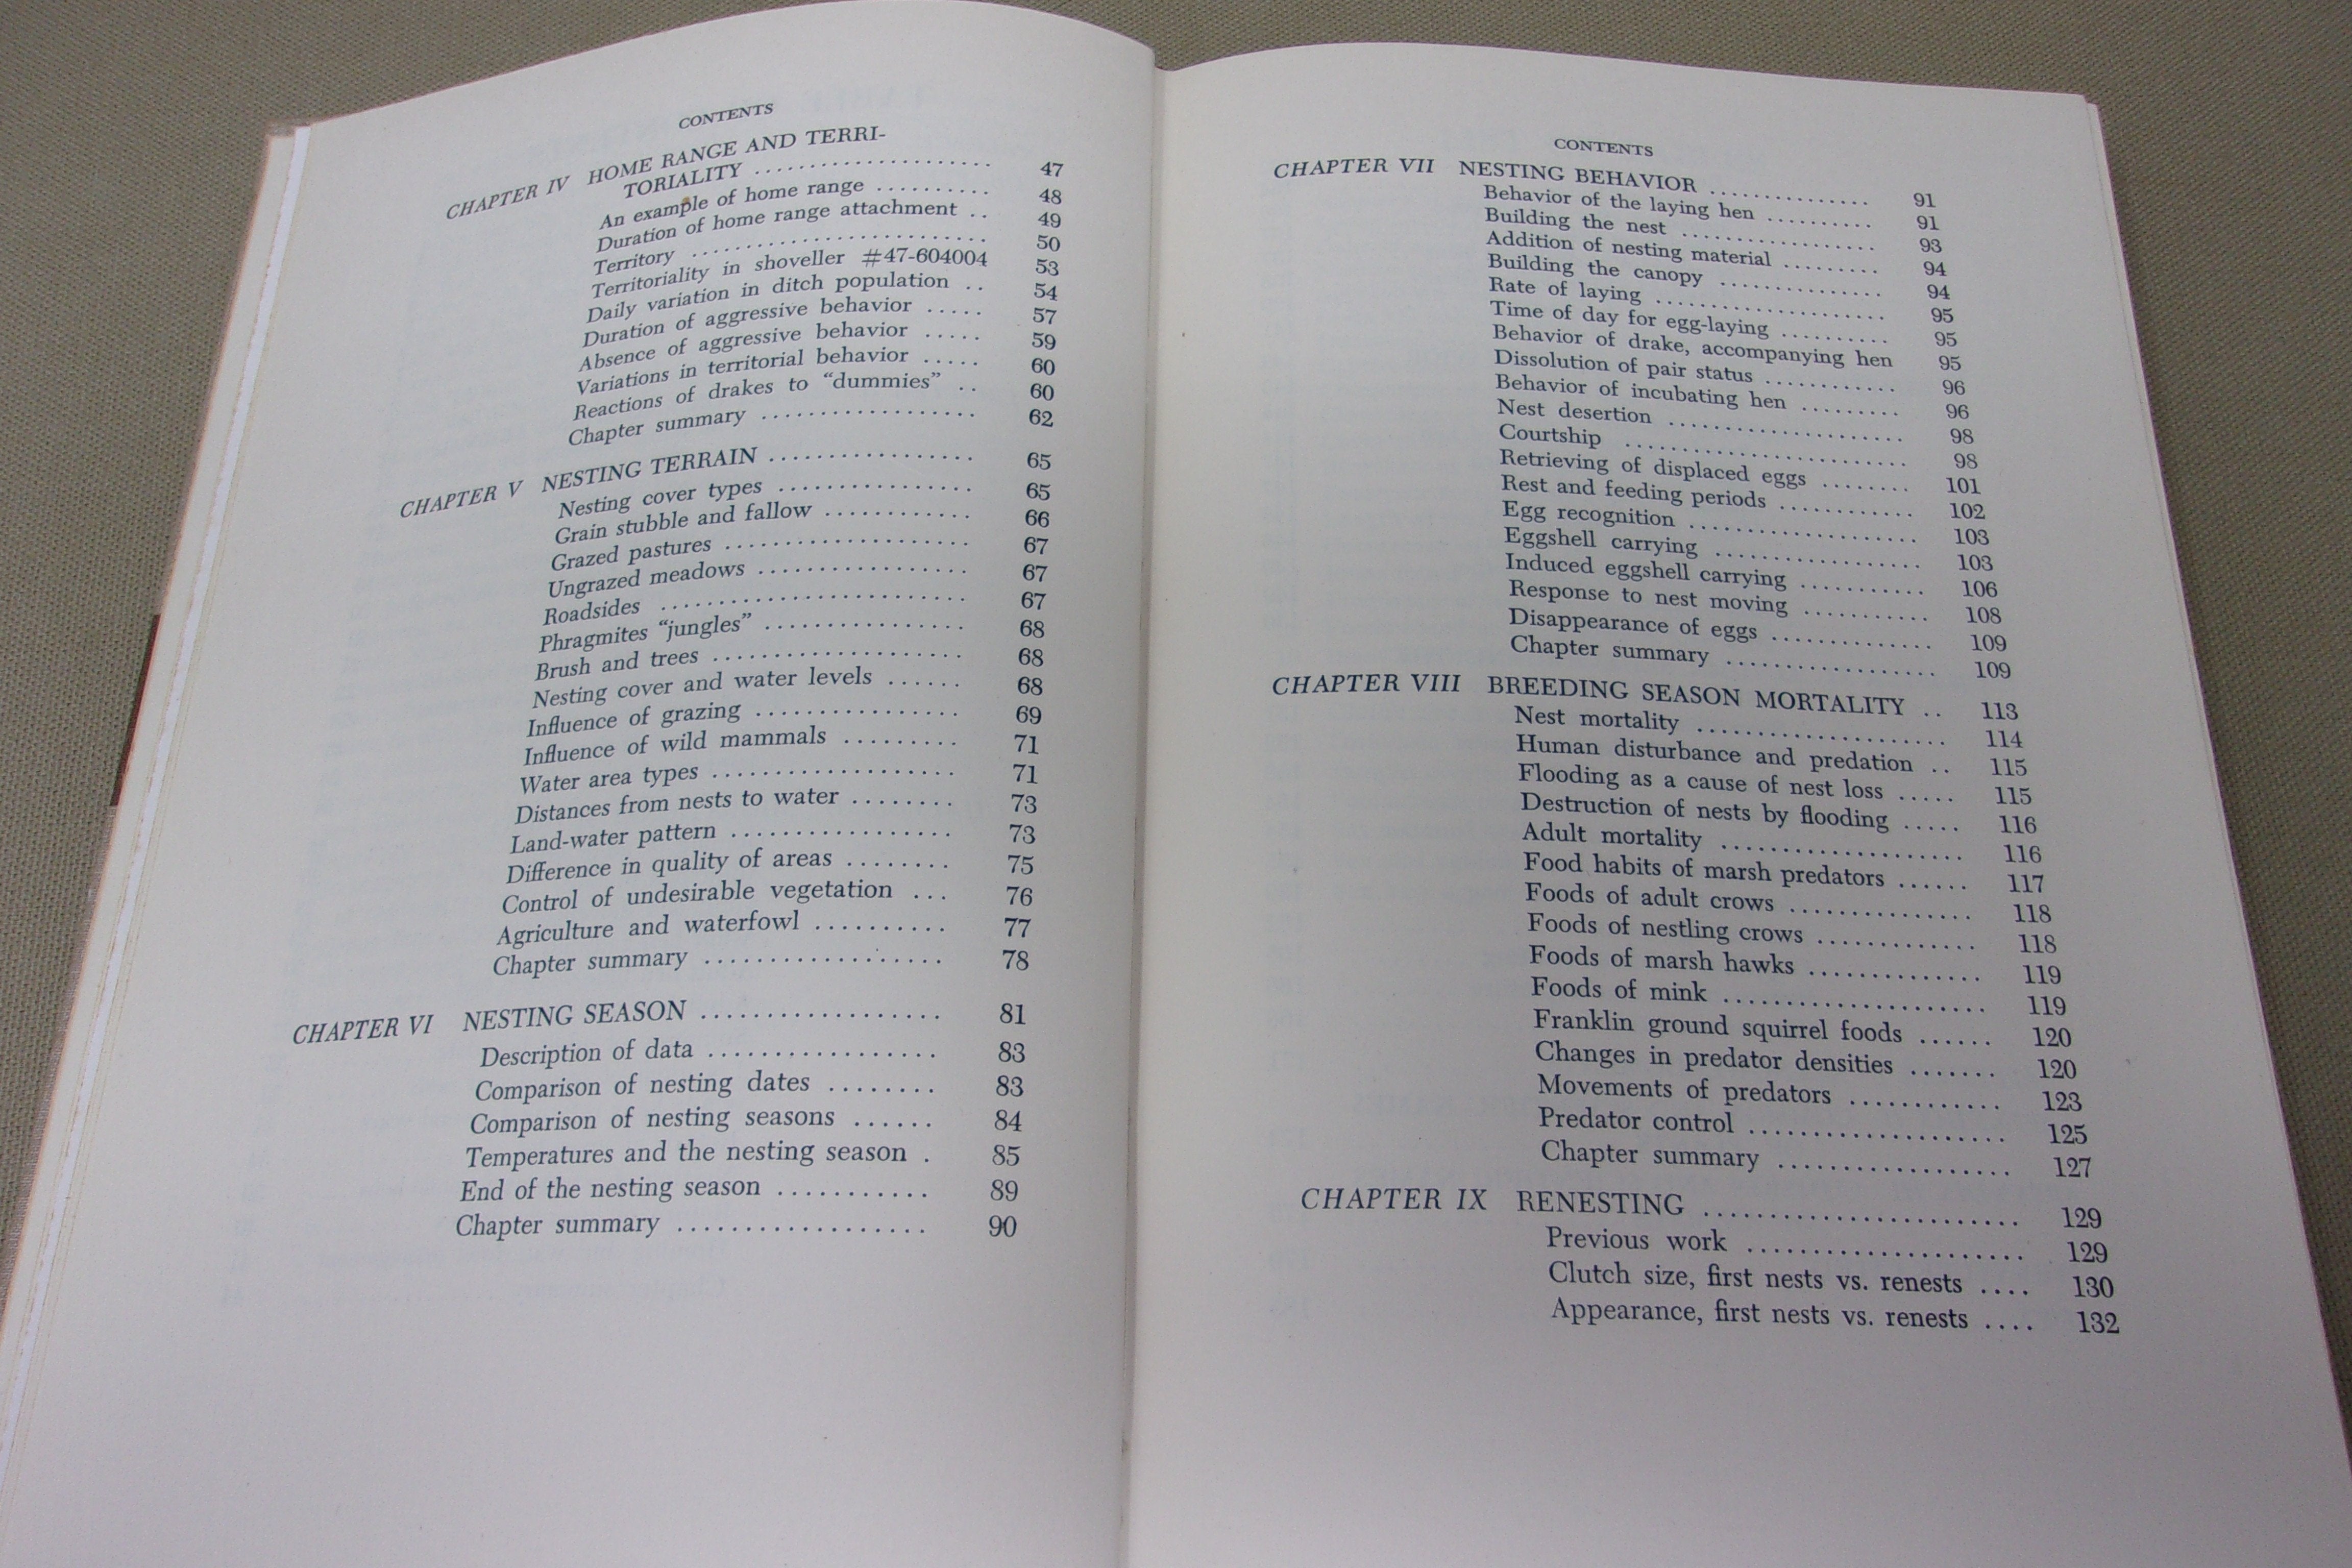 CONTENTS
CHAPTER IV HOME RANGE AND TERRI-
TORIALITY .................... 47
An example of home range .......... 48
Duration of home range attachment .. 49
Territory ......................... 50
Territoriality in shoveller #47-604004 53
Daily variation in ditch population .. 54
Duration of aggressive behavior ..... 57
Absence of aggressive behavior ..... 59
Variations in territorial behavior ..... 60
Reactions of drakes to "dummies" .. 60
Chapter summary .................. 62
CHAPTER V NESTING TERRAIN ................. 65
Nesting cover types ................ 65
Grain stubble and fallow ............ 66
Grazed pastures .................... 67
Ungrazed meadows ................. 67
Roadsides ......................... 67
Phragmites "jungles" ................ 68
Brush and trees .................... 68
Nesting cover and water levels ...... 68
Influence of grazing ................ 69
Influence of wild mammals ......... 71
Water area types ................... 71
Distances from nests to water ........ 73
Land-water pattern ................. 73
Difference in quality of areas ........ 75
Control of undesirable vegetation ... 76
Agriculture and waterfowl .......... 77
Chapter summary .................. 78
CHAPTER VI NESTING SEASON .................. 81
Description of data ................. 83
Comparison of nesting dates ........ 83
Comparison of nesting seasons ...... 84
Temperatures and the nesting season . 85
End of the nesting season ........... 89
Chapter summary ................... 90
CONTENTS
CHAPTER VII NESTING BEHAVIOR .............. 91
Behavior of the laying hen .......... 91
Building the nest .................. 93
Addition of nesting material ......... 94
Building the canopy ............... 94
Rate of laying ..................... 95
Time of day for egg-laying .......... 95
Behavior of drake, accompanying hen 95
Dissolution of pair status ............ 96
Behavior of incubating hen ......... 96
Nest desertion ..................... 98
Courtship ......................... 98
Retrieving of displaced eggs ........ 101
Rest and feeding periods ............ 102
Egg recognition .................... 103
Eggshell carrying .................. 103
Induced eggshell carrying ........... 106
Response to nest moving ........... 108
Disappearance of eggs .............. 109
Chapter summary .................. 109
CHAPTER VIII BREEDING SEASON MORTALITY .. 113
Nest mortality ..................... 114
Human disturbance and predation .. 115
Flooding as a cause of nest loss ..... 115
Destruction of nests by flooding ..... 116
Adult mortality .................... 116
Food habits of marsh predators ...... 117
Foods of adult crows ............... 118
Foods of nestling crows ............. 118
Foods of marsh hawks .............. 119
Foods of mink ..................... 119
Franklin ground squirrel foods ...... 120
Changes in predator densities ....... 120
Movements of predators ............ 123
Predator control .................... 125
Chapter summary .................. 127
CHAPTER IX RENESTING ........................ 129
Previous work ..................... 129
Clutch size, first nests vs. renests .... 130
Appearance, first nests vs. renests .... 132